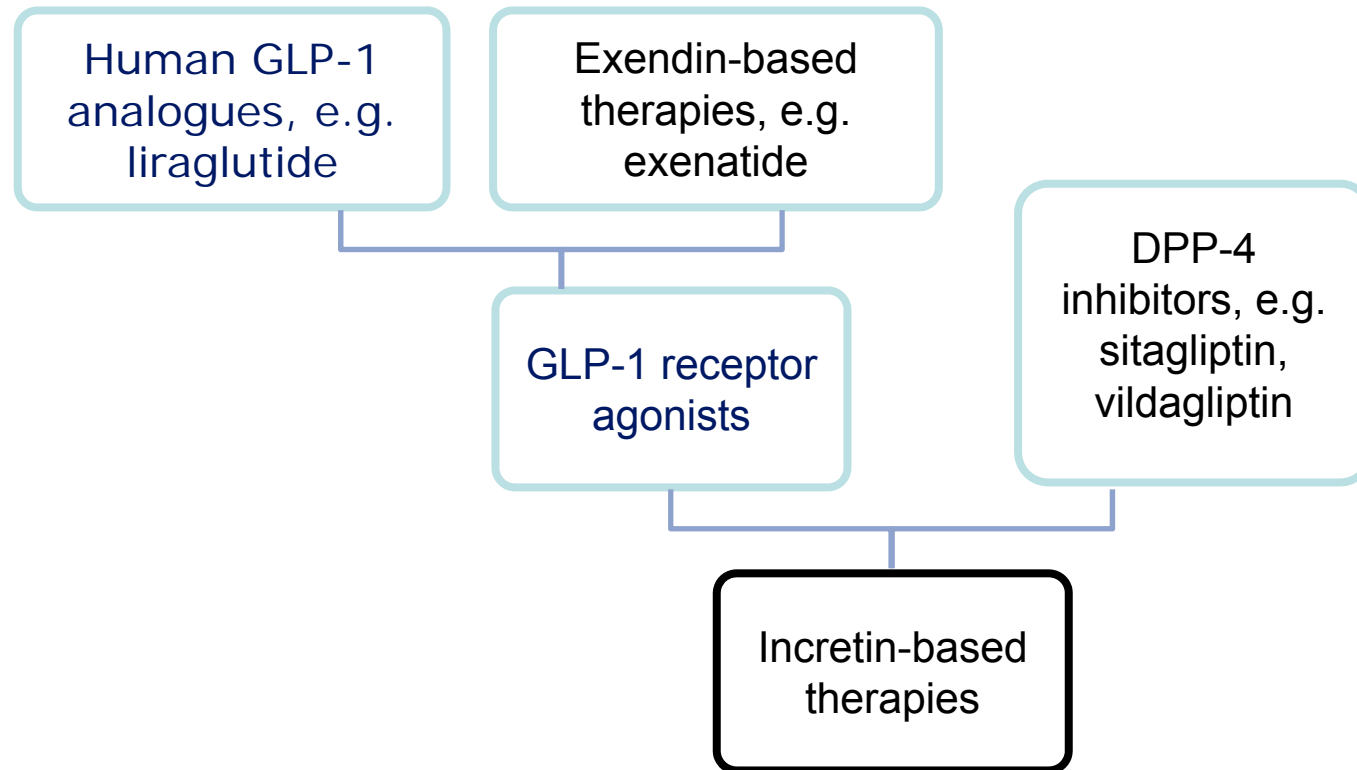 Human GLP-1
analogues, e.g.
liraglutide
Exendin-based
therapies, e.g.
exenatide
DPP-4
inhibitors, e.g.
sitagliptin,
vildagliptin
GLP-1 receptor
agonists
Incretin-based
therapies